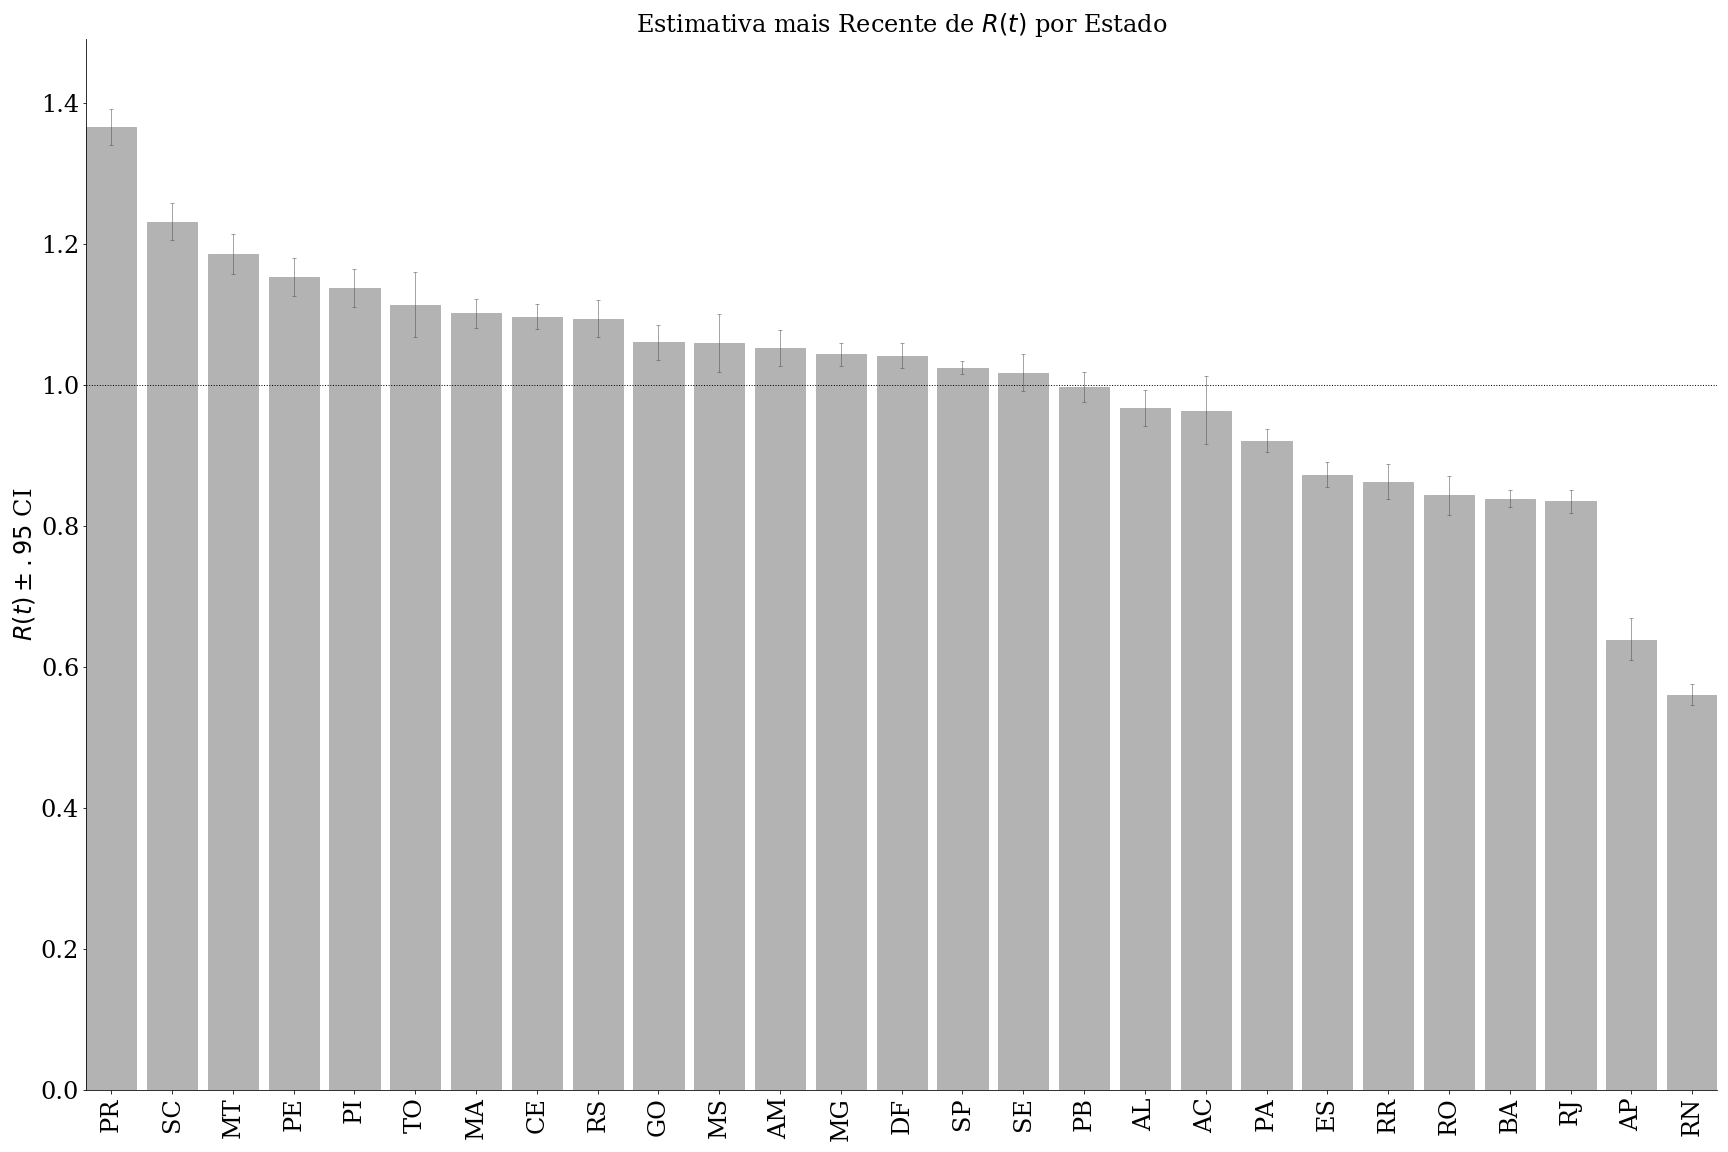 Estimativa mais Recente de R(t) por Estado
R(t) ± .95 CI
1.4
1.2
1.0
0.8
0.6
0.4
0.2
0.0
PR SC MT PE PI TO MA CE RS GO MS AM MG DF SP SE PB AL AC PA ES RR RO BA RJ AP RN